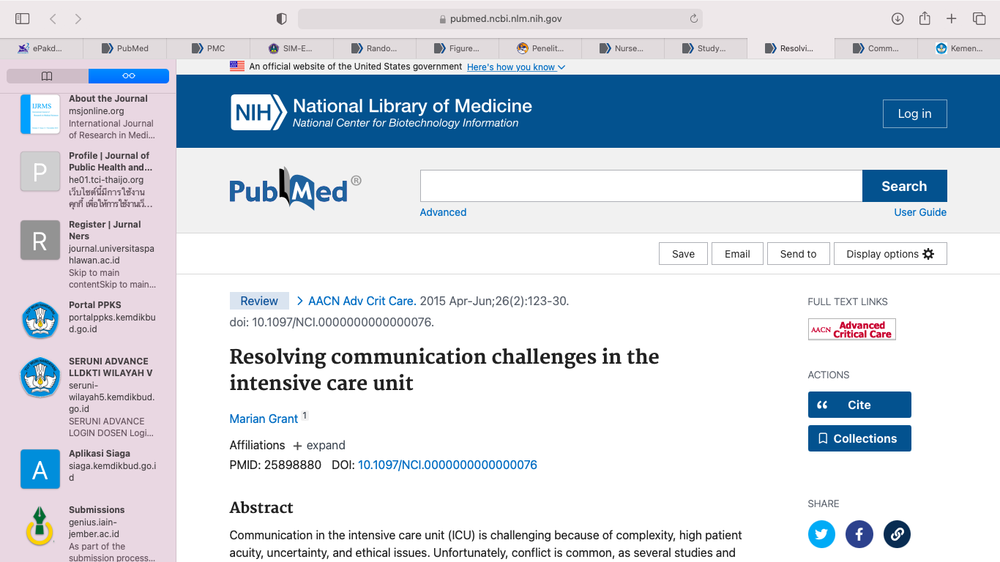 pubmed.ncbi.nlm.nih.gov
ePakd...
PubMed
PMC
SIM-E...
Rando...
Figure...
Penelit...
Nurse...
Study...
Resolvi...
Comm...
Kemen...
IJRMS
About the Journal
msjonline.org
International Journal
of Research in Medi...
P
Profile | Journal of
Public Health and...
he01.tci-thaijo.org
เว็บไซต์นี้มีการใช้งาน
คุกกี้ เพื่อให้การใช้งานเว็...
R
Register | Jurnal
Ners
journal.universitaspa
hlawan.ac.id
Skip to main
contentSkip to main...
Portal PPKS
portalppks.kemdikbu
d.go.id
SERUNI ADVANCE
LLDKTI WILAYAH V
seruni-
wilayah5.kemdikbud.
go.id
SERUNI ADVANCE
LOGIN DOSEN Logi...
A
Aplikasi Siaga
siaga.kemdikbud.go.i
d
Submissions
genius.iain-
jember.ac.id
As part of the
submission process...
An official website of the United States government Here's how you know
NIH National Library of Medicine
National Center for Biotechnology Information
Log in
PubMed®
Search
Advanced
User Guide
Save
Email
Send to
Display options
Review
AACN Adv Crit Care. 2015 Apr-Jun;26(2):123-30.
doi: 10.1097/NCI.0000000000000076.
Resolving communication challenges in the
intensive care unit
Marian Grant 1
Affiliations + expand
PMID: 25898880 DOI: 10.1097/NCI.0000000000000076
Abstract
Communication in the intensive care unit (ICU) is challenging because of complexity, high patient
acuity, uncertainty, and ethical issues. Unfortunately, conflict is common, as several studies and
FULL TEXT LINKS
AACN Advanced
Critical Care
ACTIONS
Cite
Collections
SHARE